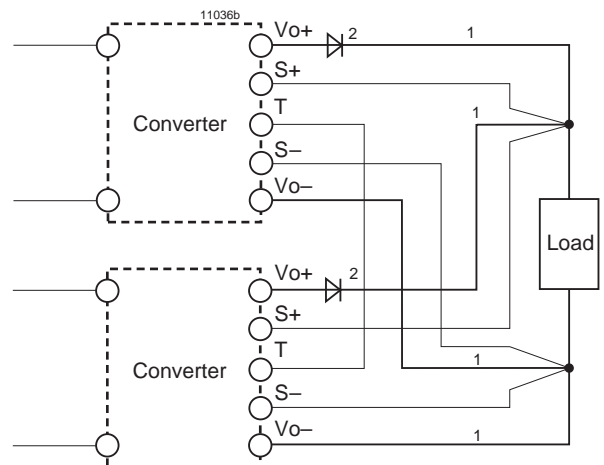 11036b
Vo+
2
1
S+
T
1
Converter
S–
Vo–
Load
Vo+
2
S+
T
1
Converter
S–
Vo–
1